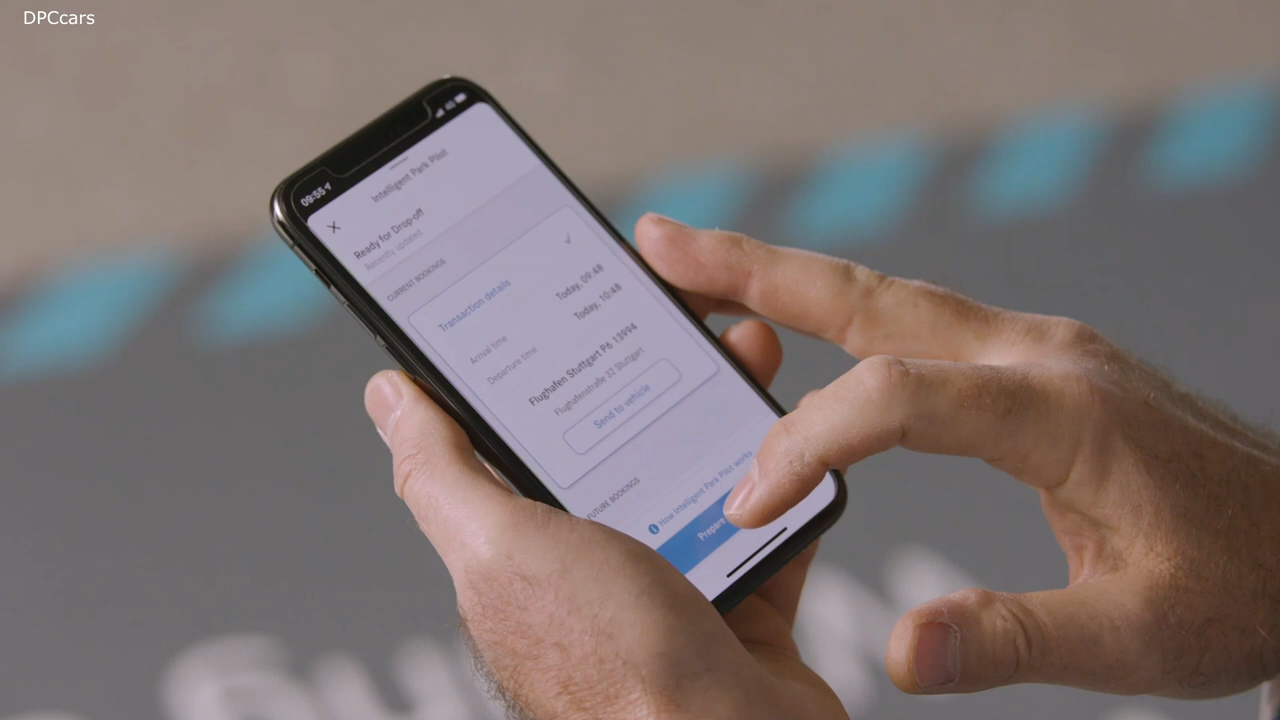 DPCcars
09:55
4G
Intelligent Park Pilot
Ready for Drop-off
Recently updated
CURRENT BOOKINGS
Transaction details
Arrival time Today, 09:48
Departure time Today, 10:48
Flughafen Stuttgart P6 13994
Flughafenstraße 32 Stuttgart
Send to vehicle
FUTURE BOOKINGS
How Intelligent Park Pilot works
Prepare